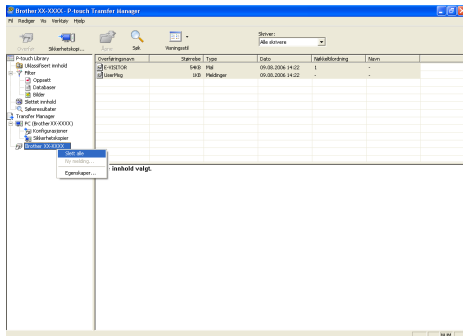 Brother XX-XXXX - P-touch Transfer Manager
Fil Rediger Vis Verktøy Hjelp
Overfør Sikkerhetskopi... Åpne Søk Visningsstil
Skriver:
Alle skrivere
P-touch Library
Uklassifisert innhold
Filter
Oppsett
Databaser
Bilder
Slettet innhold
Søkeresultater
Transfer Manager
PC (Brother XX-XXXX)
Konfigurasjoner
Sikkerhetskopier
Brother XX-XXXX
Slett alle
Ny melding...
Egenskaper...
Overføringsnavn Størrelse Type Dato Nøkkeltilordning Navn
E-VISITOR 54KB Mal 09.08.2006 14:22 1 -
UserMsg 1KB Meldinger 09.08.2006 14:22 - -
innhold valgt.
NUM